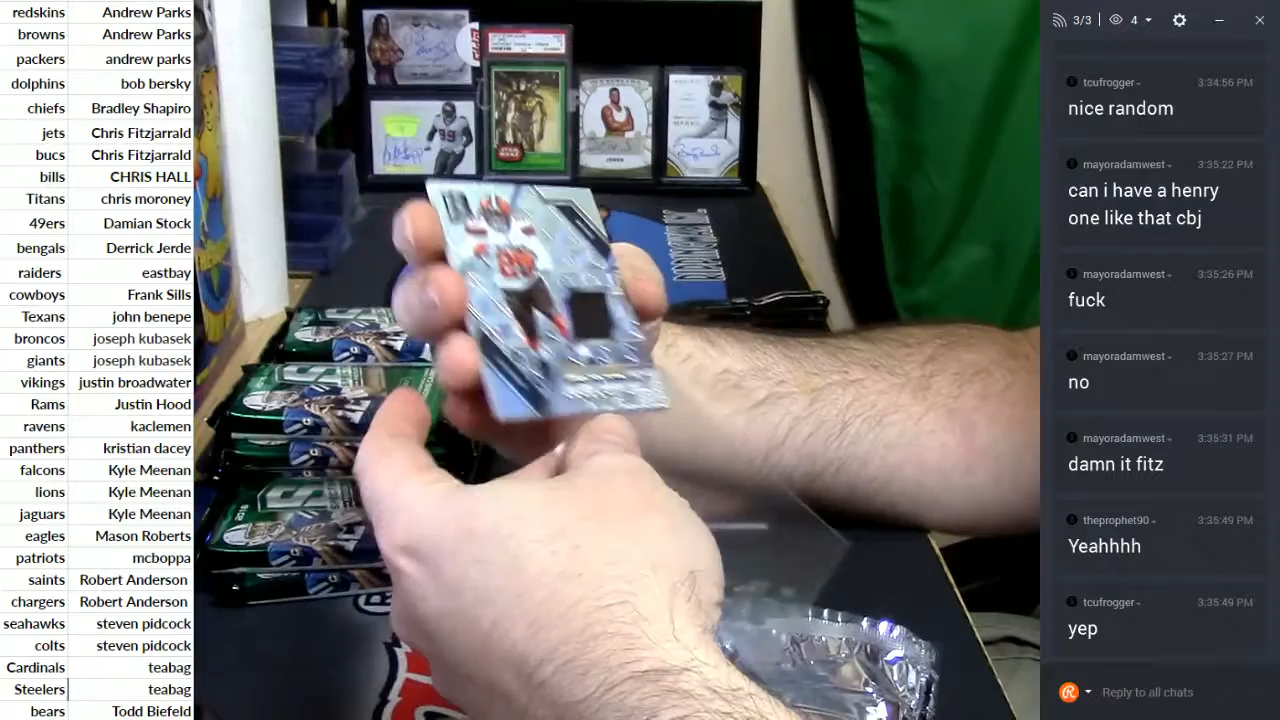 redskins Andrew Parks
browns Andrew Parks
packers andrew parks
dolphins bob bersky
chiefs Bradley Shapiro
jets Chris Fitzjarrald
bucs Chris Fitzjarrald
bills CHRIS HALL
Titans chris moroney
49ers Damian Stock
bengals Derrick Jerde
raiders eastbay
cowboys Frank Sills
Texans john benepe
broncos joseph kubasek
giants joseph kubasek
vikings justin broadwater
Rams Justin Hood
ravens kaclemen
panthers kristian dacey
falcons Kyle Meenan
lions Kyle Meenan
jaguars Kyle Meenan
eagles Mason Roberts
patriots mcboppa
saints Robert Anderson
chargers Robert Anderson
seahawks steven pidcock
colts steven pidcock
Cardinals teabag
Steelers teabag
bears Todd Biefeld
STAR WARS
99
3/3 4
tcufrogger 3:34:56 PM
nice random
mayoradamwest 3:35:22 PM
can i have a henry
one like that cbj
mayoradamwest 3:35:26 PM
fuck
mayoradamwest 3:35:27 PM
no
mayoradamwest 3:35:31 PM
damn it fitz
theprophet90 3:35:49 PM
Yeahhhh
tcufrogger 3:35:49 PM
yep
Reply to all chats